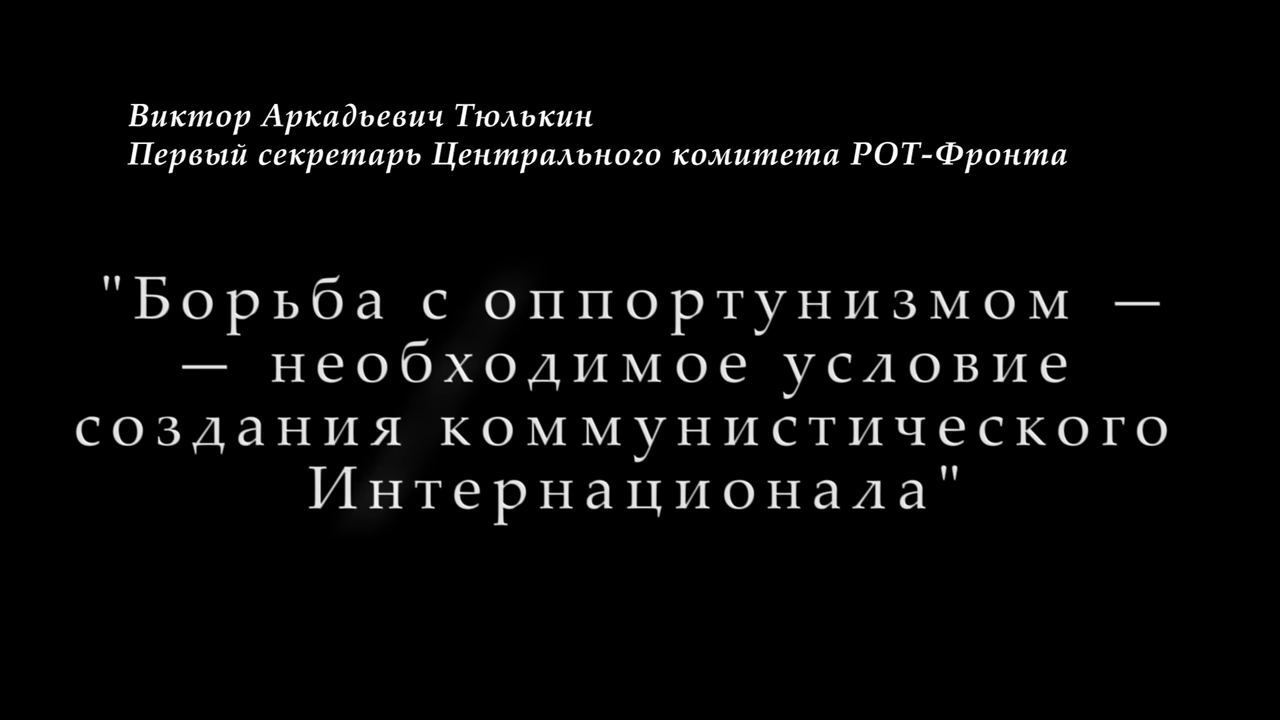 Виктор Аркадьевич Тюлькин
Первый секретарь Центрального комитета РОТ-Фронта
"Борьба с оппортунизмом —
— необходимое условие
создания коммунистического
Интернационала"